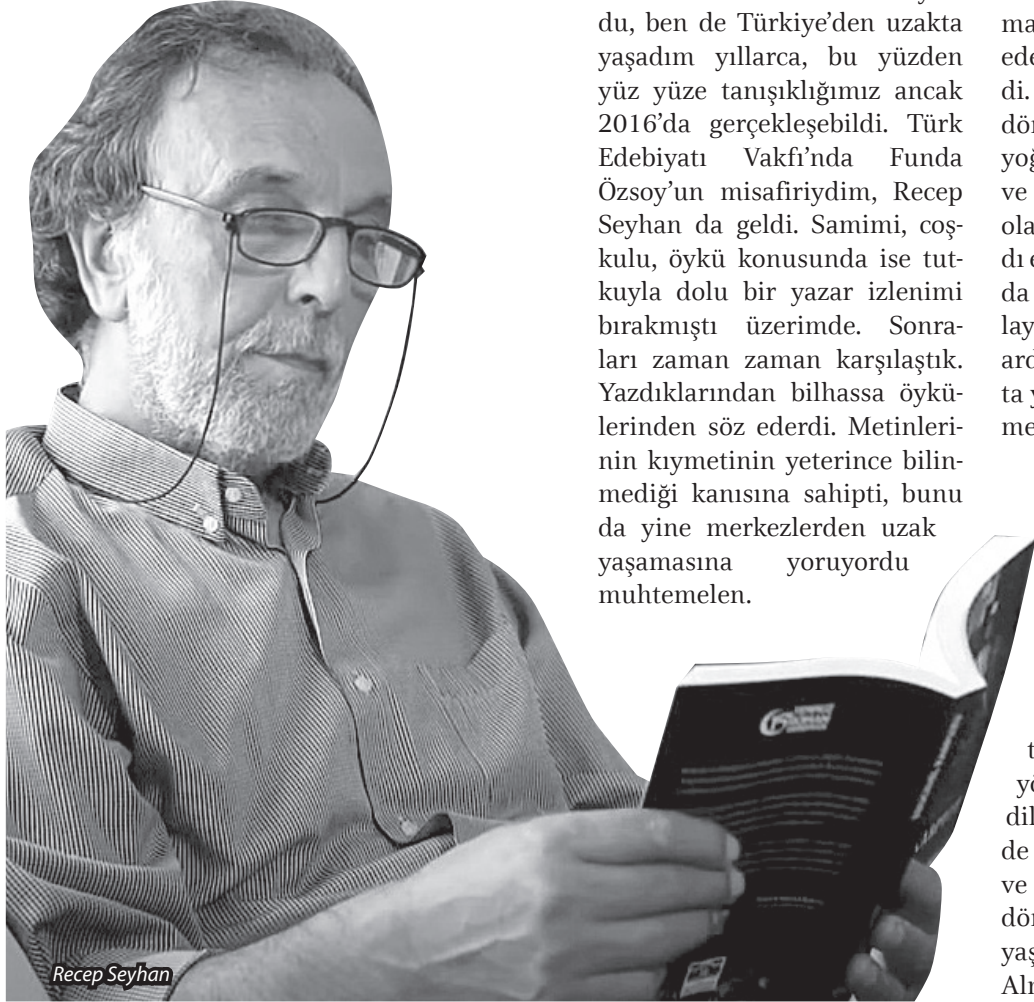 du, ben de Türkiye’den uzakta
yaşadım yıllarca, bu yüzden
yüz yüze tanışıklığımız ancak
2016’da gerçekleşebildi. Türk
Edebiyatı Vakfı’nda Funda
Özsoy’un misafiriydim, Recep
Seyhan da geldi. Samimi, coş-
kulu, öykü konusunda ise tut-
kuyla dolu bir yazar izlenimi
bırakmıştı üzerimde. Sonra-
ları zaman zaman karşılaştık.
Yazdıklarından bilhassa öykü-
lerinden söz ederdi. Metinleri-
nin kıymetinin yeterince bilin-
mediği kanısına sahipti, bunu
da yine merkezlerden uzak
yaşamasına yoruyordu
muhtemelen.
ma
ede
di.
dör
yoğ
ve
ola
dı e
da
lay
ard
ta y
me
t
yö
dil
de
ve
dör
yaş
Alı
Recep Seyhan